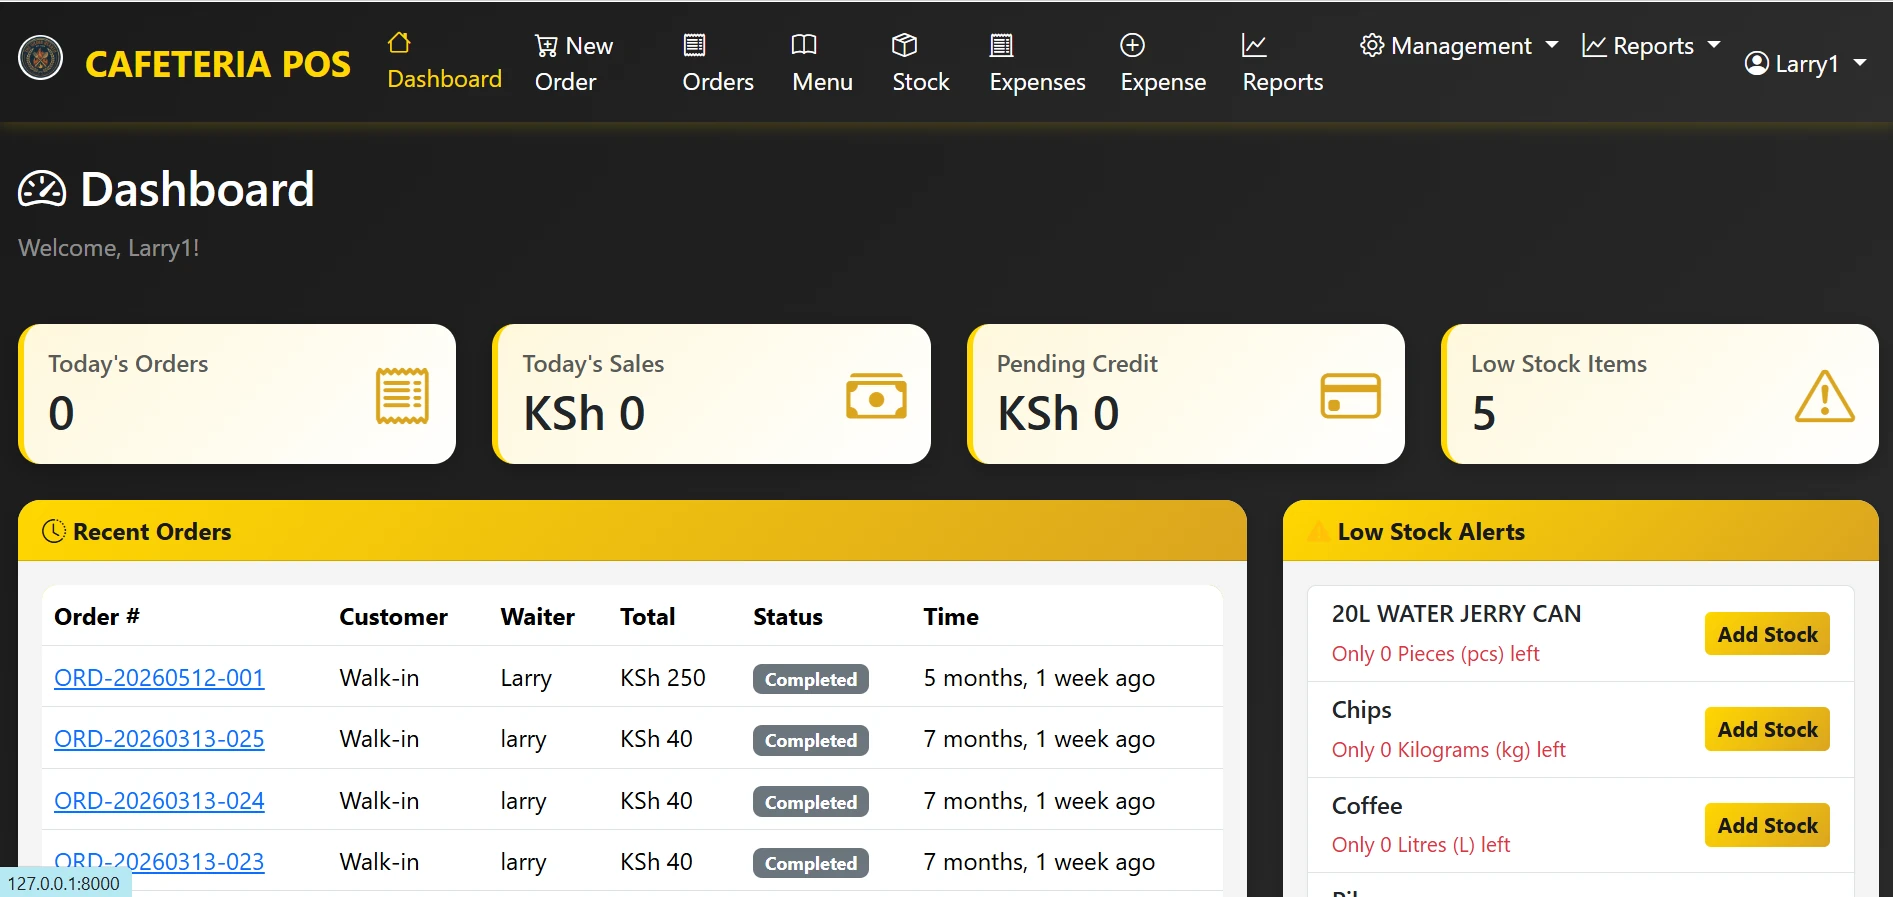 CAFETERIA POS
Dashboard
New Order
Orders
Menu
Stock
Expenses
Expense
Reports
Management
Reports
Larry1
Dashboard
Welcome, Larry1!
Today's Orders
0
Today's Sales
KSh 0
Pending Credit
KSh 0
Low Stock Items
5
Recent Orders
Order # Customer Waiter Total Status Time
ORD-20260512-001 Walk-in Larry KSh 250 Completed 5 months, 1 week ago
ORD-20260313-025 Walk-in larry KSh 40 Completed 7 months, 1 week ago
ORD-20260313-024 Walk-in larry KSh 40 Completed 7 months, 1 week ago
ORD-20260313-023 Walk-in larry KSh 40 Completed 7 months, 1 week ago
Low Stock Alerts
20L WATER JERRY CAN
Only 0 Pieces (pcs) left
Add Stock
Chips
Only 0 Kilograms (kg) left
Add Stock
Coffee
Only 0 Litres (L) left
Add Stock
127.0.0.1:8000